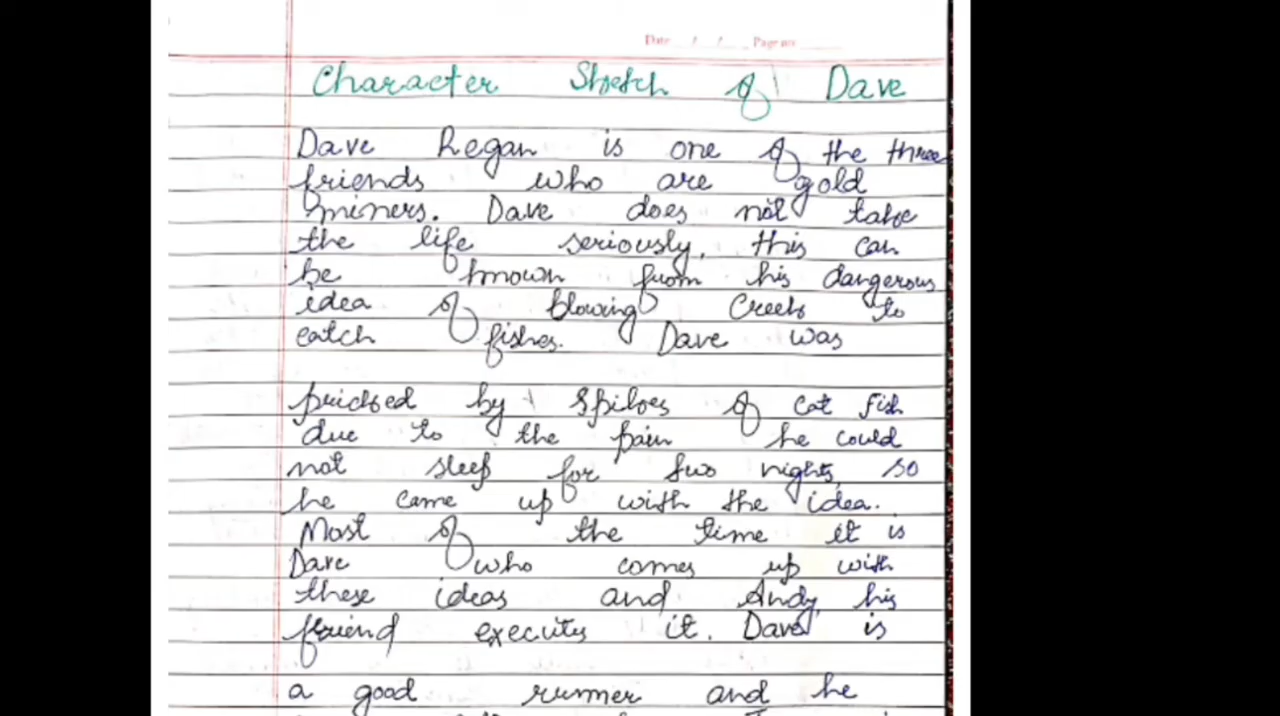 Date / / Page no
Character Sketch of Dave
Dave Regan is one of the three
friends who are gold
miners. Dave does not take
the life seriously, this can
be known from his dangerous
idea of blowing Creek to
catch fishes. Dave was
pricked by spikes of cat fish
due to the pain he could
not sleep for two nights, so
he came up with the idea.
Most of the time it is
Dave who comes up with
these ideas and Andy, his
friend executes it. Dave is
a good runner and he